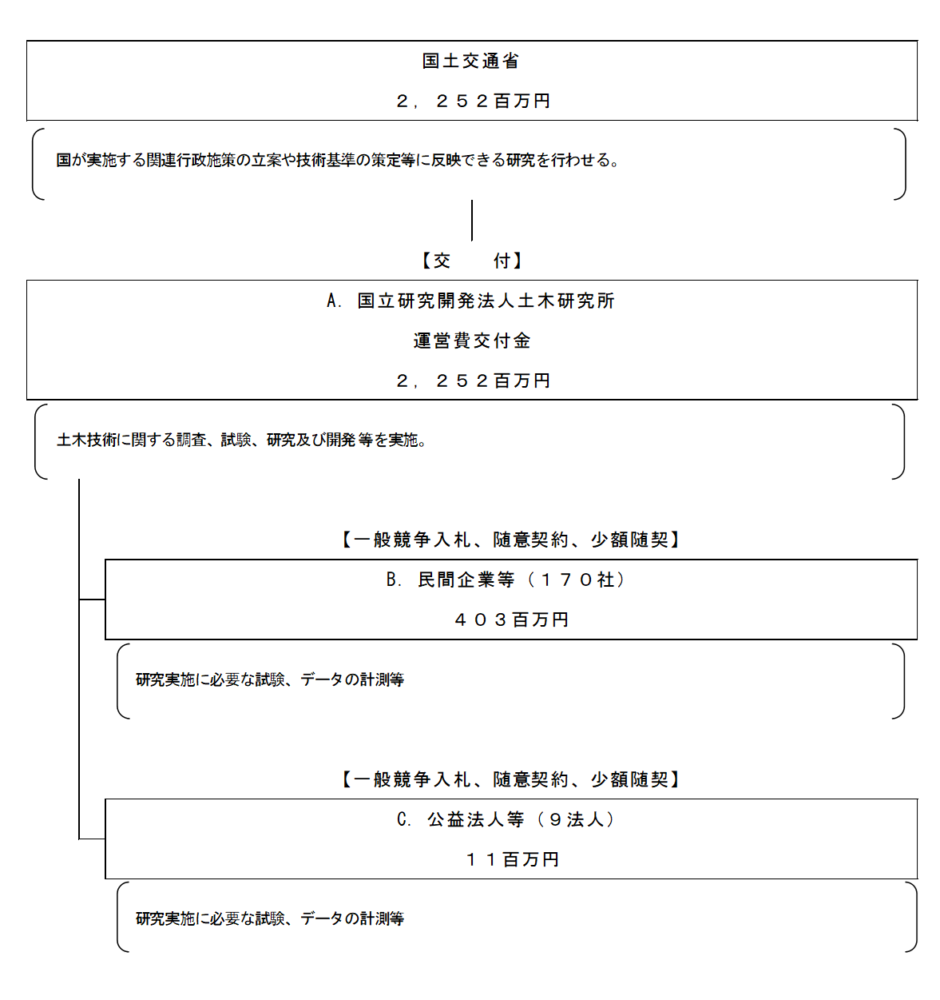 国土交通省
２，２５２百万円
国が実施する関連行政施策の立案や技術基準の策定等に反映できる研究を行わせる。
【交　　付】
A. 国立研究開発法人土木研究所
運営費交付金
２，２５２百万円
土木技術に関する調査、試験、研究及び開発等を実施。
【一般競争入札、随意契約、少額随契】
B. 民間企業等（１７０社）
４０３百万円
研究実施に必要な試験、データの計測等
【一般競争入札、随意契約、少額随契】
C. 公益法人等（９法人）
１１百万円
研究実施に必要な試験、データの計測等